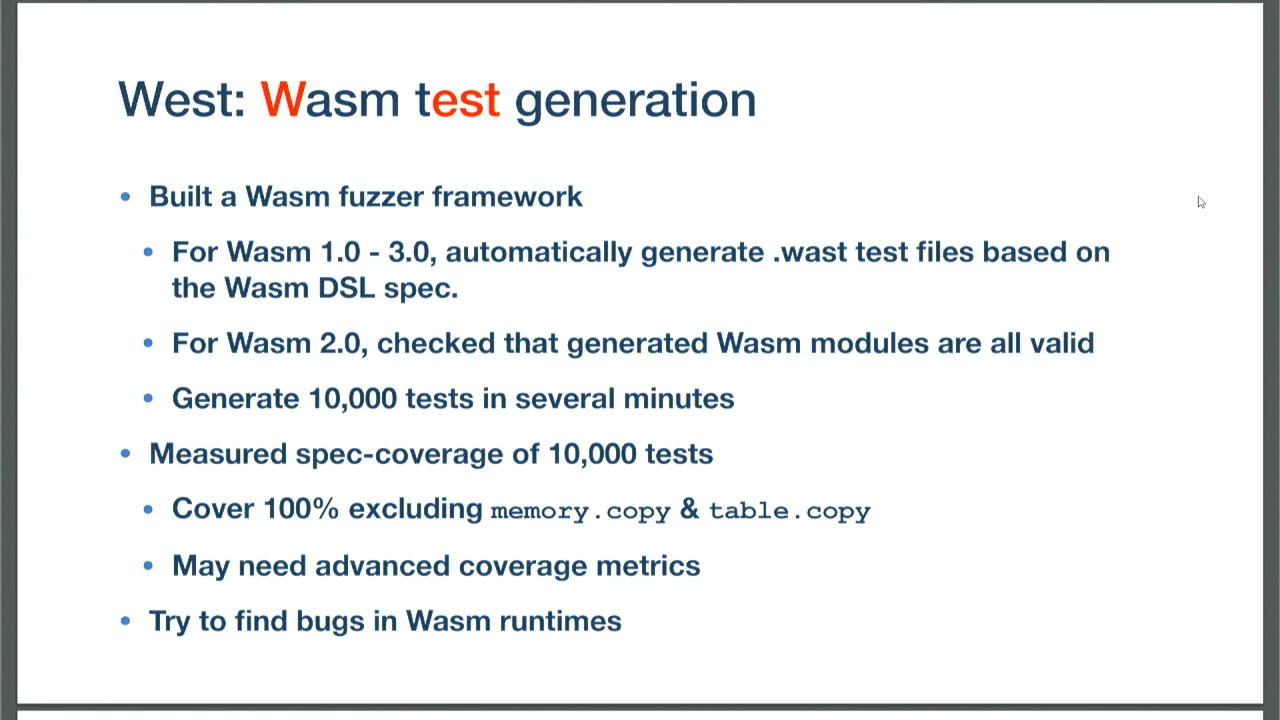 West: Wasm test generation
• Built a Wasm fuzzer framework
• For Wasm 1.0 - 3.0, automatically generate .wast test files based on
the Wasm DSL spec.
• For Wasm 2.0, checked that generated Wasm modules are all valid
• Generate 10,000 tests in several minutes
• Measured spec-coverage of 10,000 tests
• Cover 100% excluding memory.copy & table.copy
• May need advanced coverage metrics
• Try to find bugs in Wasm runtimes